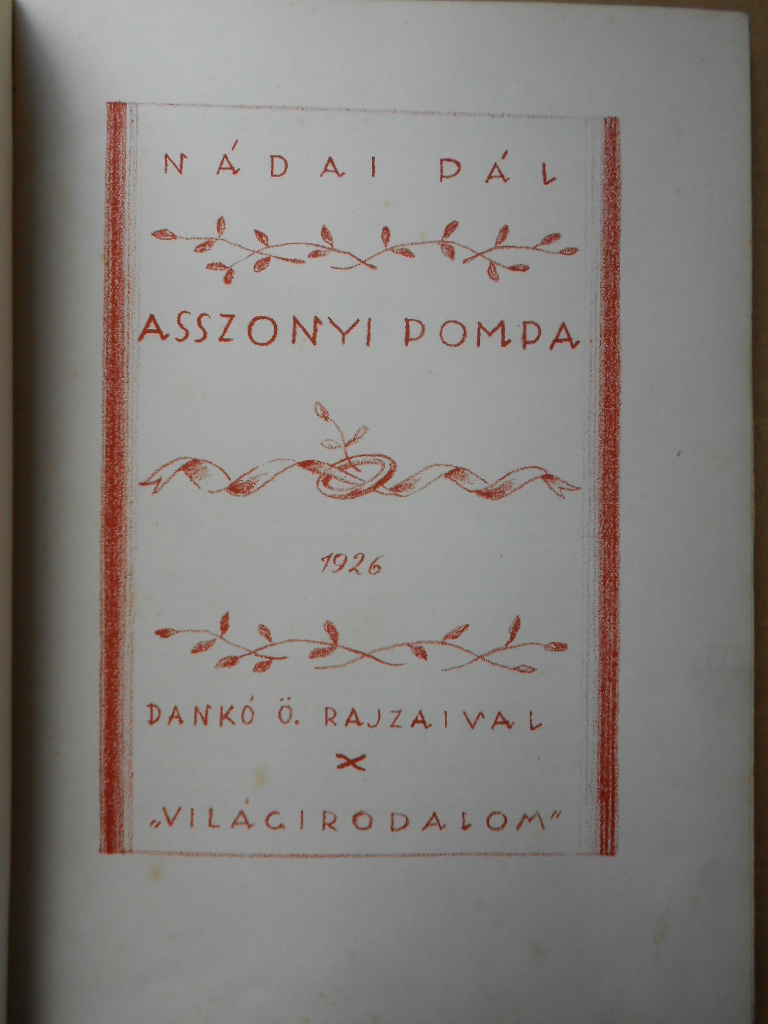 NÁDAI PÁL
ASSZONYI POMPA
1926
DANKÓ Ö. RAJZAIVAL
„VILÁGIRODALOM“